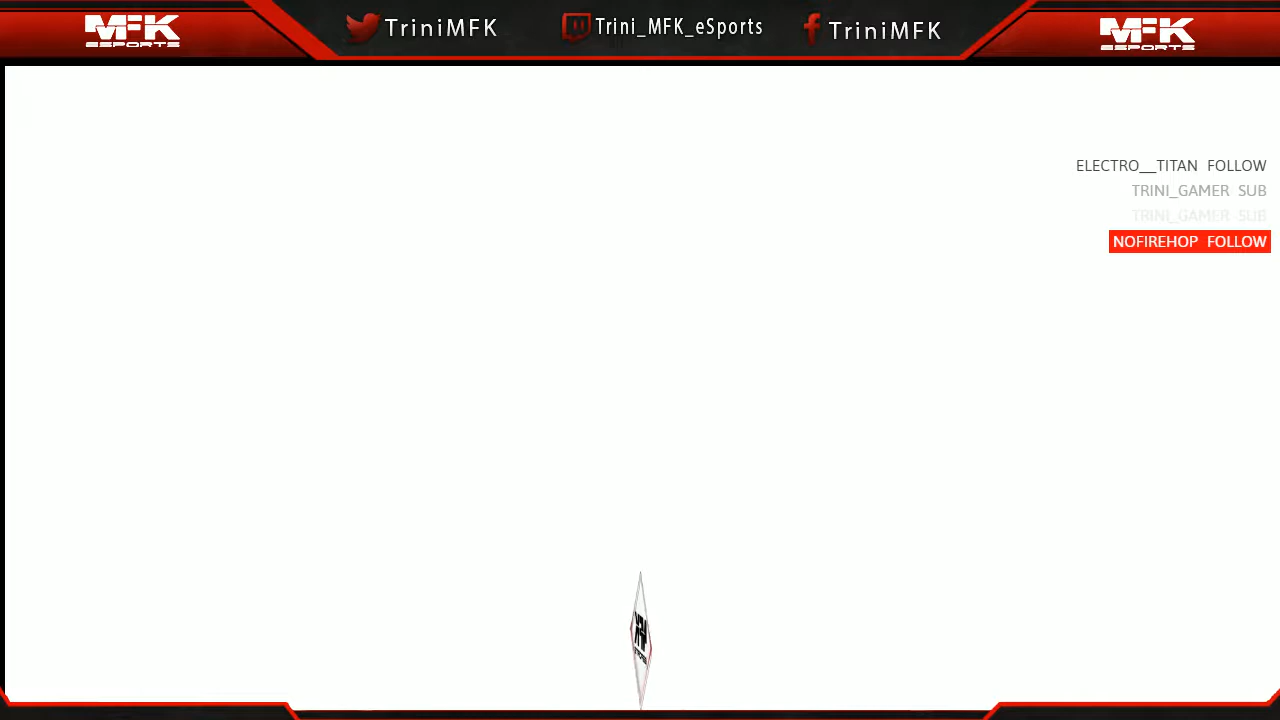 MFK
ESPORTS
TriniMFK
Trini_MFK_eSports
TriniMFK
MFK
ESPORTS
ELECTRO__TITAN FOLLOW
TRINI_GAMER SUB
TRINI_GAMER SUB
NOFIREHOP FOLLOW